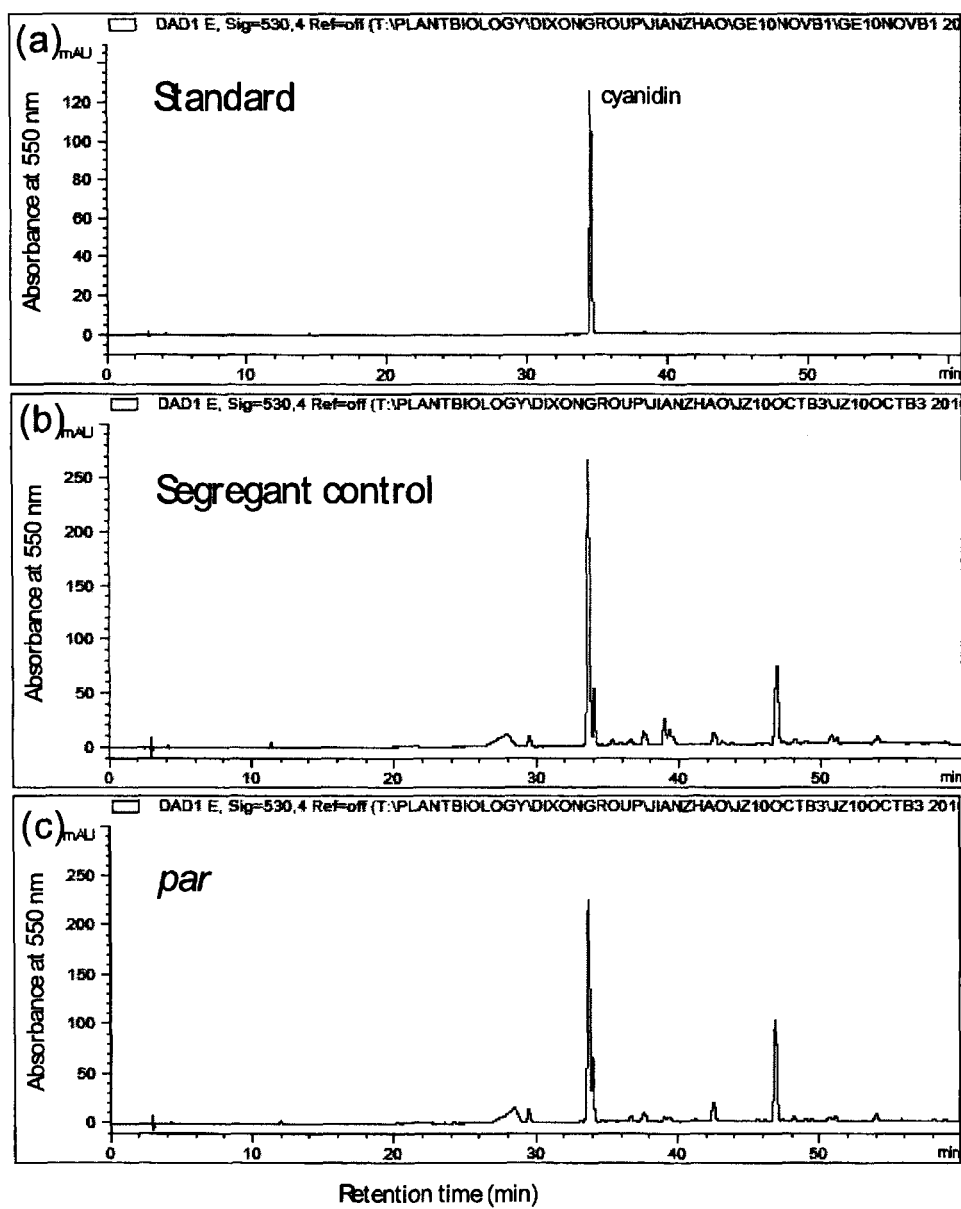 (a) mAU DAD1 E, Sig=530,4 Ref=off (T:\PLANTBIOLOGY\DIXONGROUP\JIANZHAO\GE10NOVB1\GE10NOVB1 20
Standard
cyanidin
Absorbance at 550 nm
120
100
80
60
40
20
0
0 10 20 30 40 50 min
(b) mAU DAD1 E, Sig=530,4 Ref=off (T:\PLANTBIOLOGY\DIXONGROUP\JIANZHAO\JZ10OCTB3\JZ10OCTB3 201
Segregant control
Absorbance at 550 nm
250
200
150
100
50
0
0 10 20 30 40 50 min
(c) mAU DAD1 E, Sig=530,4 Ref=off (T:\PLANTBIOLOGY\DIXONGROUP\JIANZHAO\JZ10OCTB3\JZ10OCTB3 201
par
Absorbance at 550 nm
250
200
150
100
50
0
0 10 20 30 40 50 min
Retention time (min)